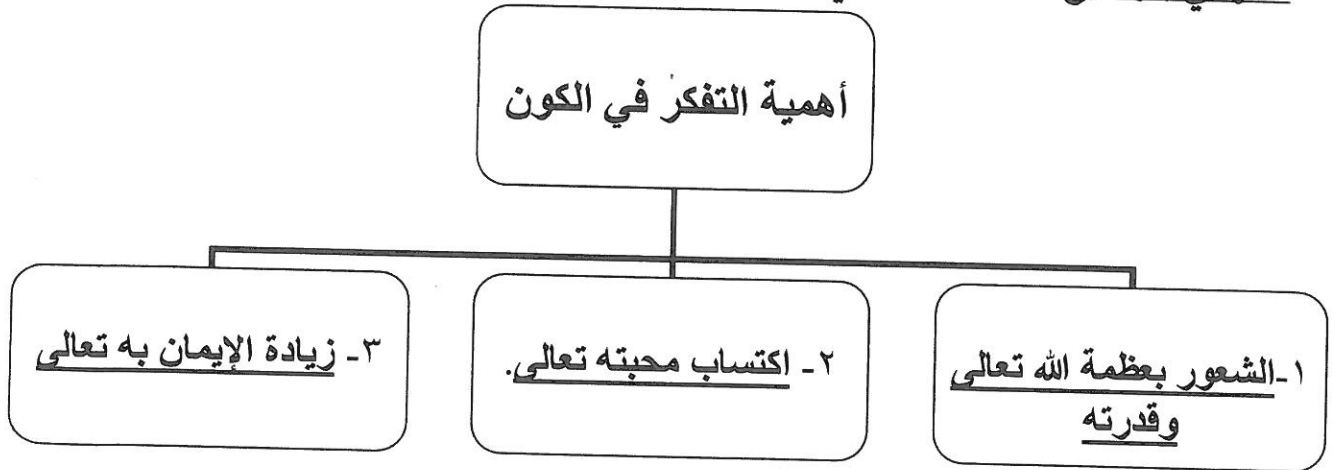 أهمية التفكر في الكون
١-الشعور بعظمة الله تعالى
وقدرته
٢- اكتساب محبته تعالى.
٣- زيادة الإيمان به تعالى